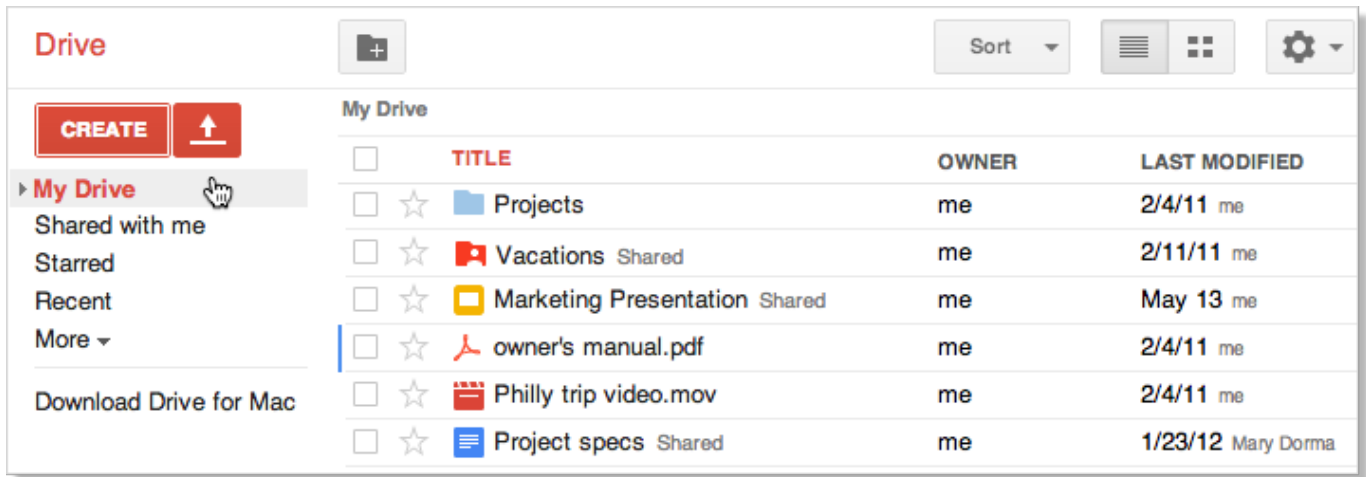 Drive
Sort
CREATE
My Drive
Shared with me
Starred
Recent
More
Download Drive for Mac
My Drive
TITLE OWNER LAST MODIFIED
Projects me 2/4/11 me
Vacations Shared me 2/11/11 me
Marketing Presentation Shared me May 13 me
owner's manual.pdf me 2/4/11 me
Philly trip video.mov me 2/4/11 me
Project specs Shared me 1/23/12 Mary Dorma